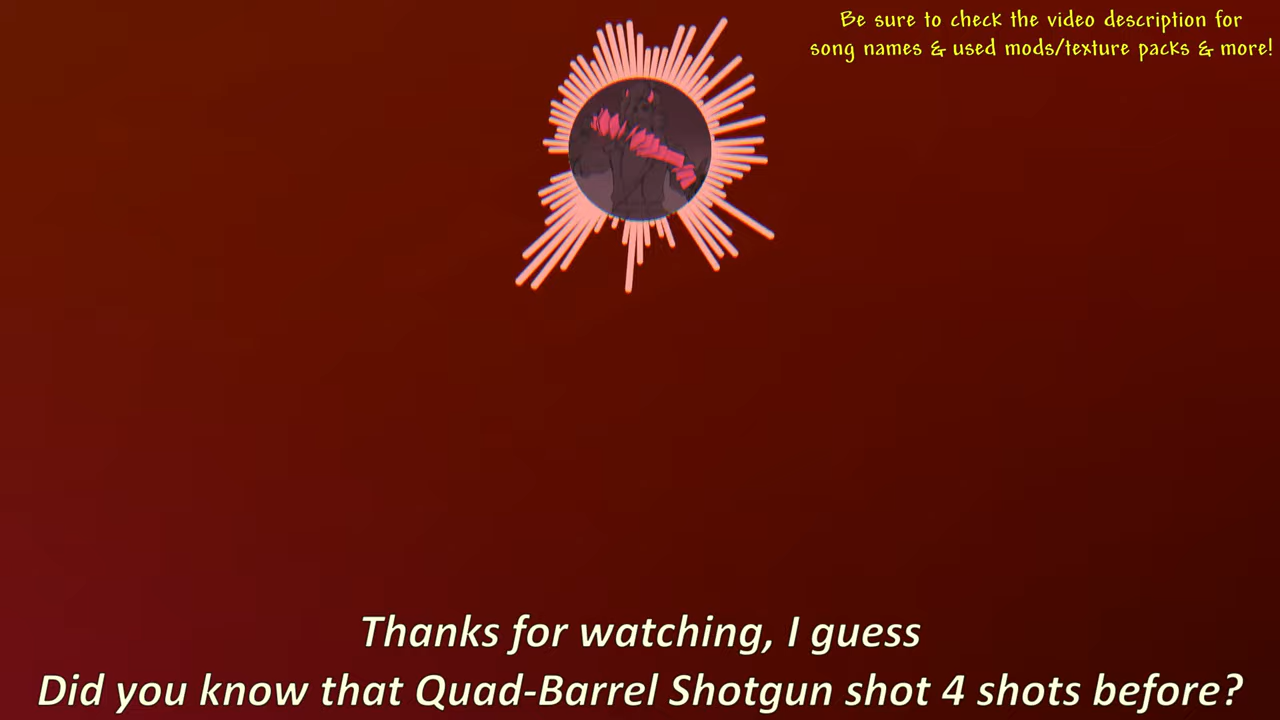 Be sure to check the video description for
song names & used mods/texture packs & more!
Thanks for watching, I guess
Did you know that Quad-Barrel Shotgun shot 4 shots before?